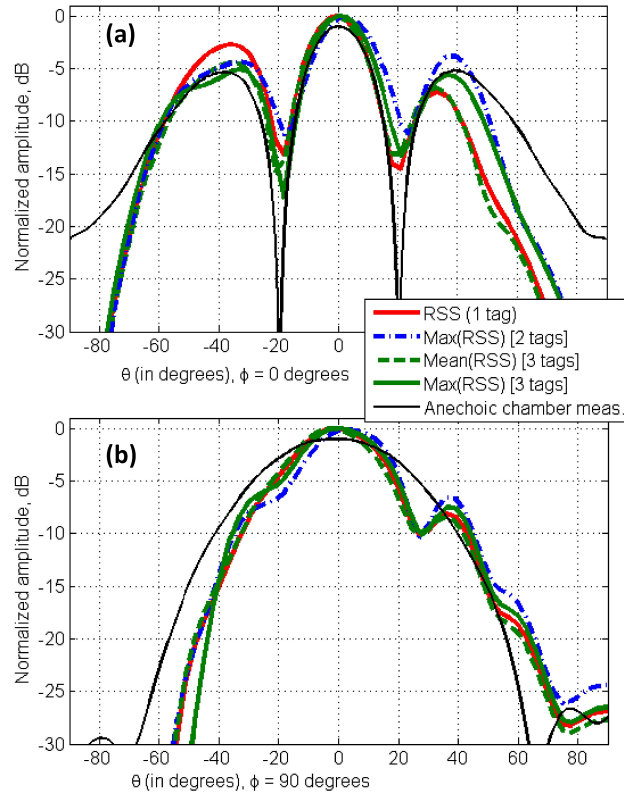 (a)
Normalized amplitude, dB
0
-5
-10
-15
-20
-25
-30
-80 -60 -40 -20 0 20 40 60 80
θ (in degrees), ϕ = 0 degrees
RSS (1 tag)
Max(RSS) [2 tags]
Mean(RSS) [3 tags]
Max(RSS) [3 tags]
Anechoic chamber meas.
(b)
Normalized amplitude, dB
0
-5
-10
-15
-20
-25
-30
-80 -60 -40 -20 0 20 40 60 80
θ (in degrees), ϕ = 90 degrees